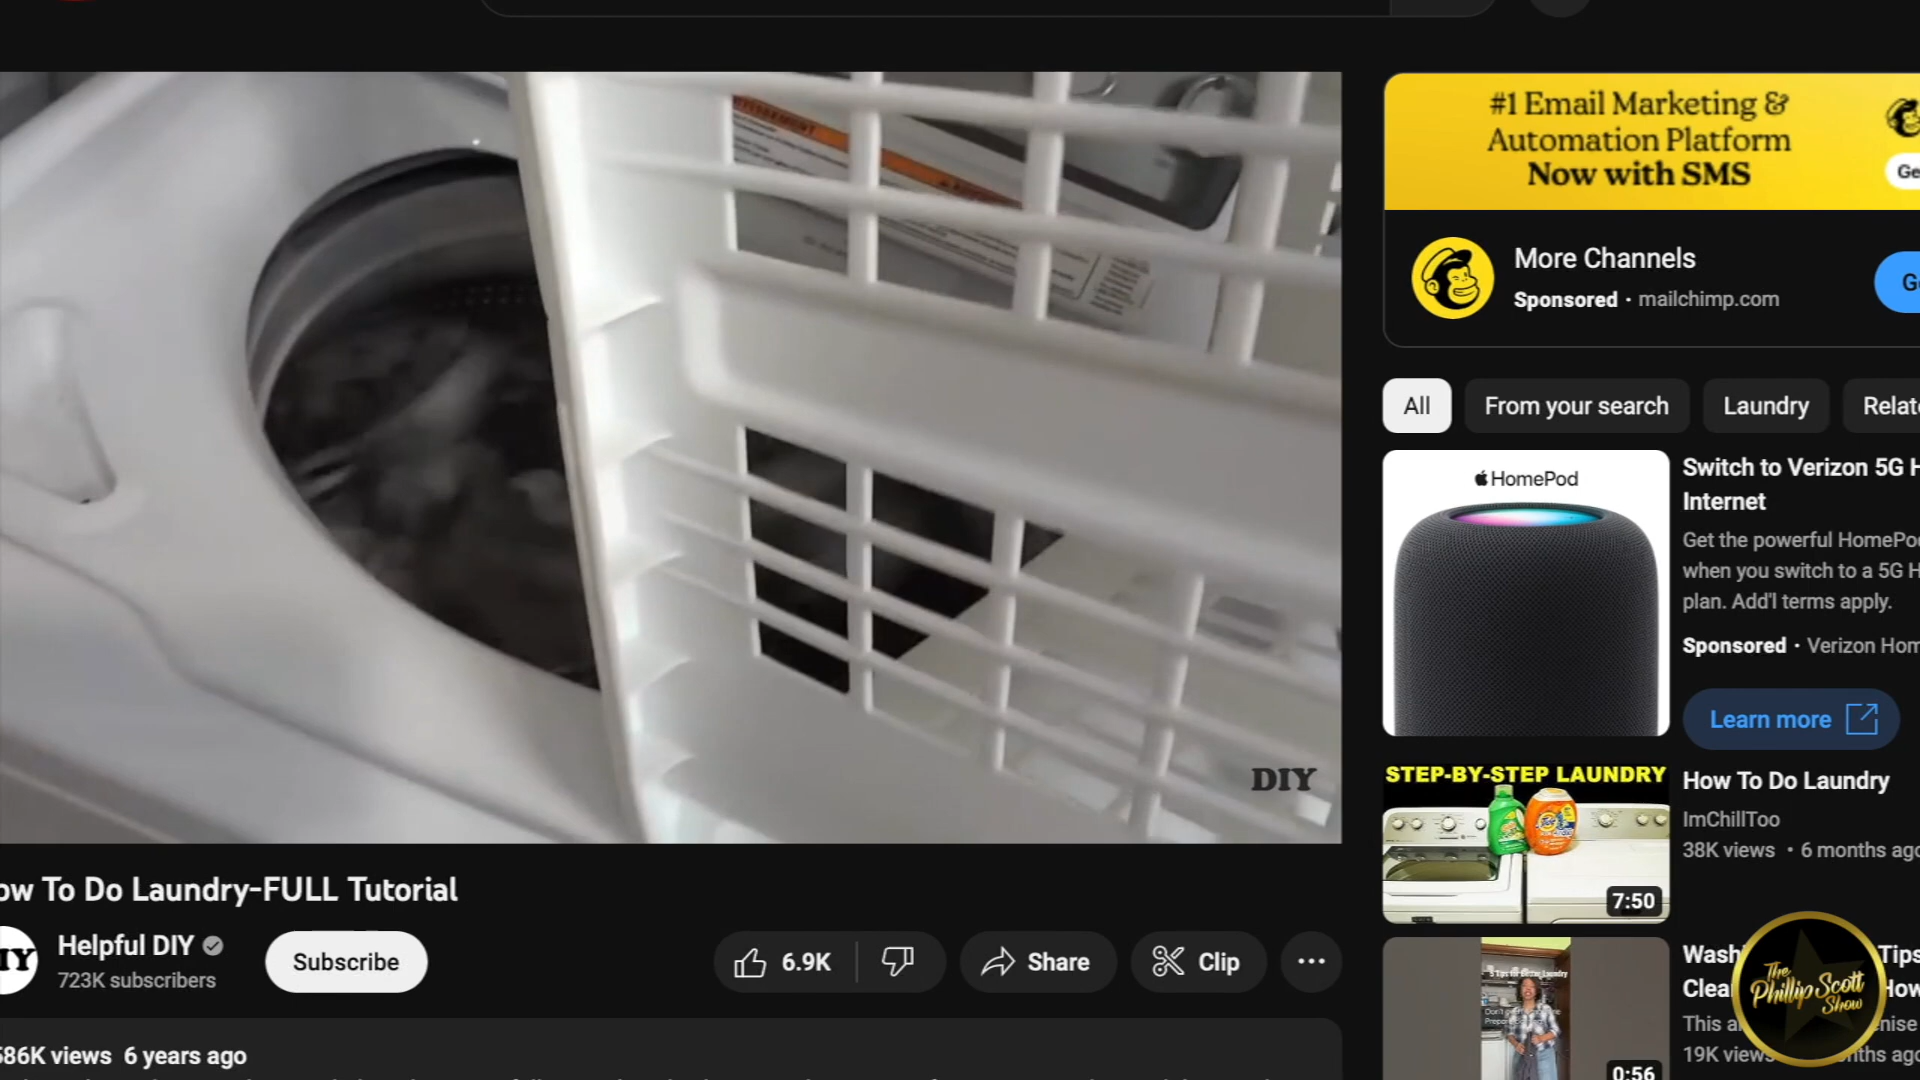 #1 Email Marketing &
Automation Platform
Now with SMS
More Channels
Sponsored · mailchimp.com
All
From your search
Laundry
HomePod
Switch to Verizon 5G
Internet
Get the powerful
when you switch to a 5G
plan. Add'l terms apply.
Sponsored · Verizon
Learn more
DIY
STEP-BY-STEP LAUNDRY
7:50
How To Do Laundry
ImChillToo
38K views • 6 months
To Do Laundry-FULL Tutorial
Helpful DIY
723K subscribers
Subscribe
6.9K
Share
Clip
views 6 years ago
Tips
This
19K
0:56
The
Phillip Scott
Show